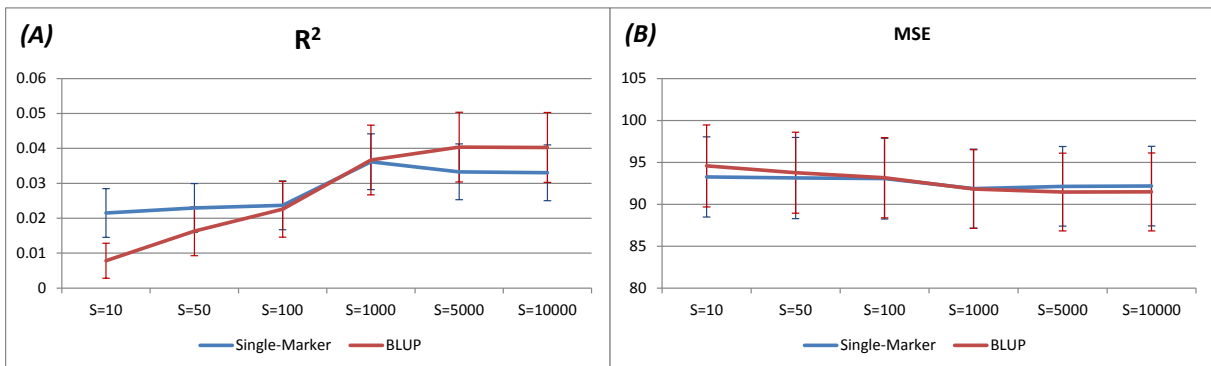 (A)
R²
0.06
0.05
0.04
0.03
0.02
0.01
0
S=10 S=50 S=100 S=1000 S=5000 S=10000
Single-Marker BLUP
(B)
MSE
105
100
95
90
85
80
S=10 S=50 S=100 S=1000 S=5000 S=10000
Single-Marker BLUP